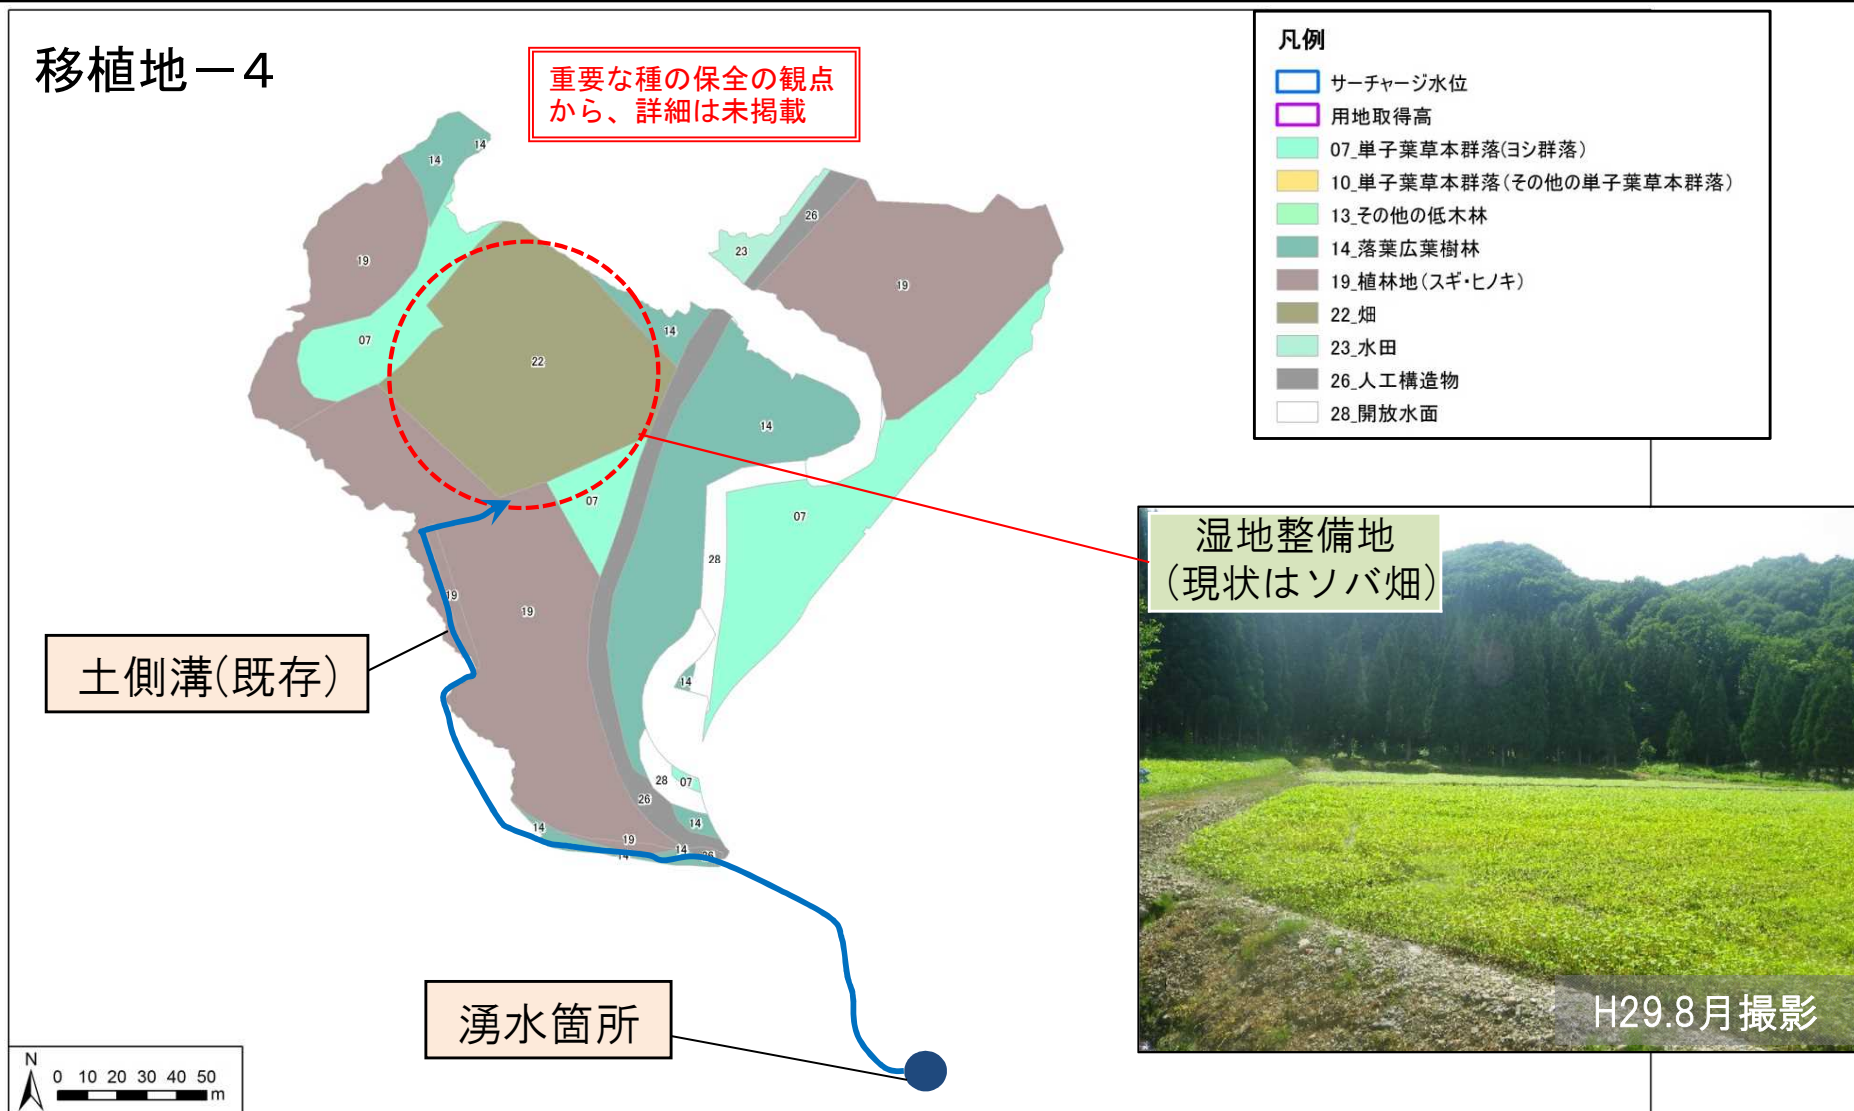 移植地－4
重要な種の保全の観点
から、詳細は未掲載
凡例
サーチャージ水位
用地取得高
07_単子葉草本群落(ヨシ群落)
10_単子葉草本群落(その他の単子葉草本群落)
13_その他の低木林
14_落葉広葉樹林
19_植林地(スギ・ヒノキ)
22_畑
23_水田
26_人工構造物
28_開放水面
14
14
26
23
19
19
07
14
22
14
07
07
28
19
19
14
28
07
26
14
14
19
14
14
26
湿地整備地
(現状はソバ畑)
土側溝(既存)
湧水箇所
H29.8月撮影
N
0 10 20 30 40 50
m